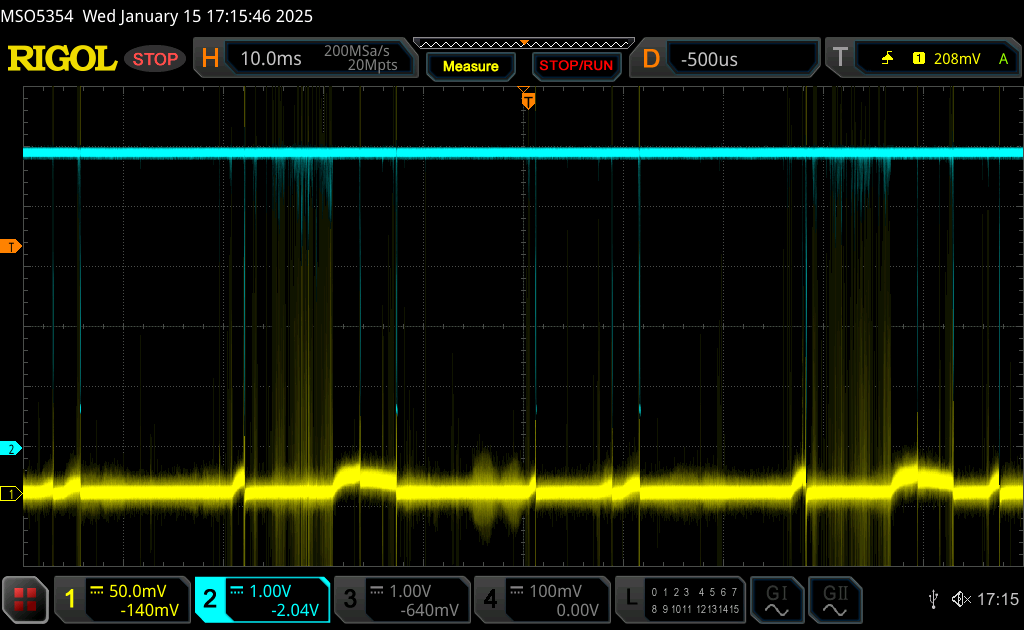 MSO5354 Wed January 15 17:15:46 2025
RIGOL STOP H 10.0ms 200MSa/s 20Mpts Measure STOP/RUN D -500us T 1 208mV A
T
T
2
1
1 50.0mV -140mV 2 1.00V -2.04V 3 1.00V -640mV 4 100mV 0.00V L 0 1 2 3 4 5 6 7 8 9 10 11 12 13 14 15 GI GII 17:15